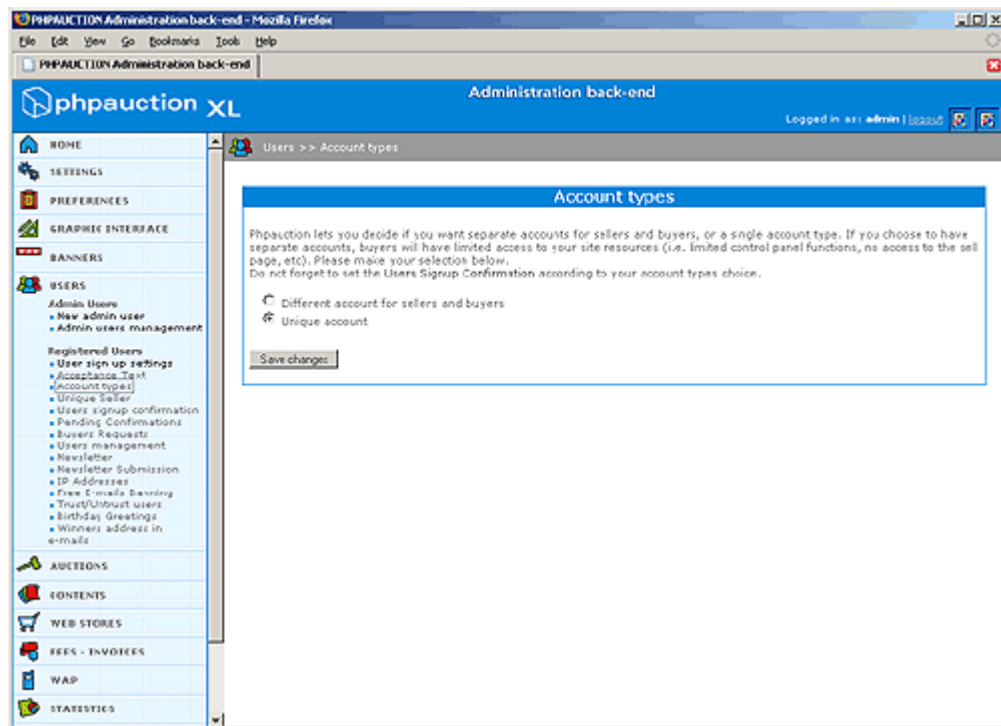 PHPAUCTION Administration back-end - Mozilla Firefox
File Edit View Go Bookmarks Tools Help
PHPAUCTION Administration back-end
phpauction XL
Administration back-end
Logged in as: admin | logout
HOME
SETTINGS
PREFERENCES
GRAPHIC INTERFACE
BANNERS
USERS
Admin Users
New admin user
Admin users management
Registered Users
User sign up settings
Acceptance Text
Account types
Unique Seller
Users signup confirmation
Pending Confirmations
Buyers Requests
Users management
Newsletter
Newsletter Submission
IP Addresses
Free E-mails Banning
Trust/Untrust users
Birthday Greetings
Winners address in
e-mails
AUCTIONS
CONTENTS
WEB STORES
FEES - INVOICES
WAP
STATISTICS
Users >> Account types
Account types
Phpauction lets you decide if you want separate accounts for sellers and buyers, or a single account type. If you choose to have
separate accounts, buyers will have limited access to your site resources (i.e. limited control panel functions, no access to the sell
page, etc). Please make your selection below.
Do not forget to set the Users Signup Confirmation according to your account types choice.
Different account for sellers and buyers
Unique account
Save changes